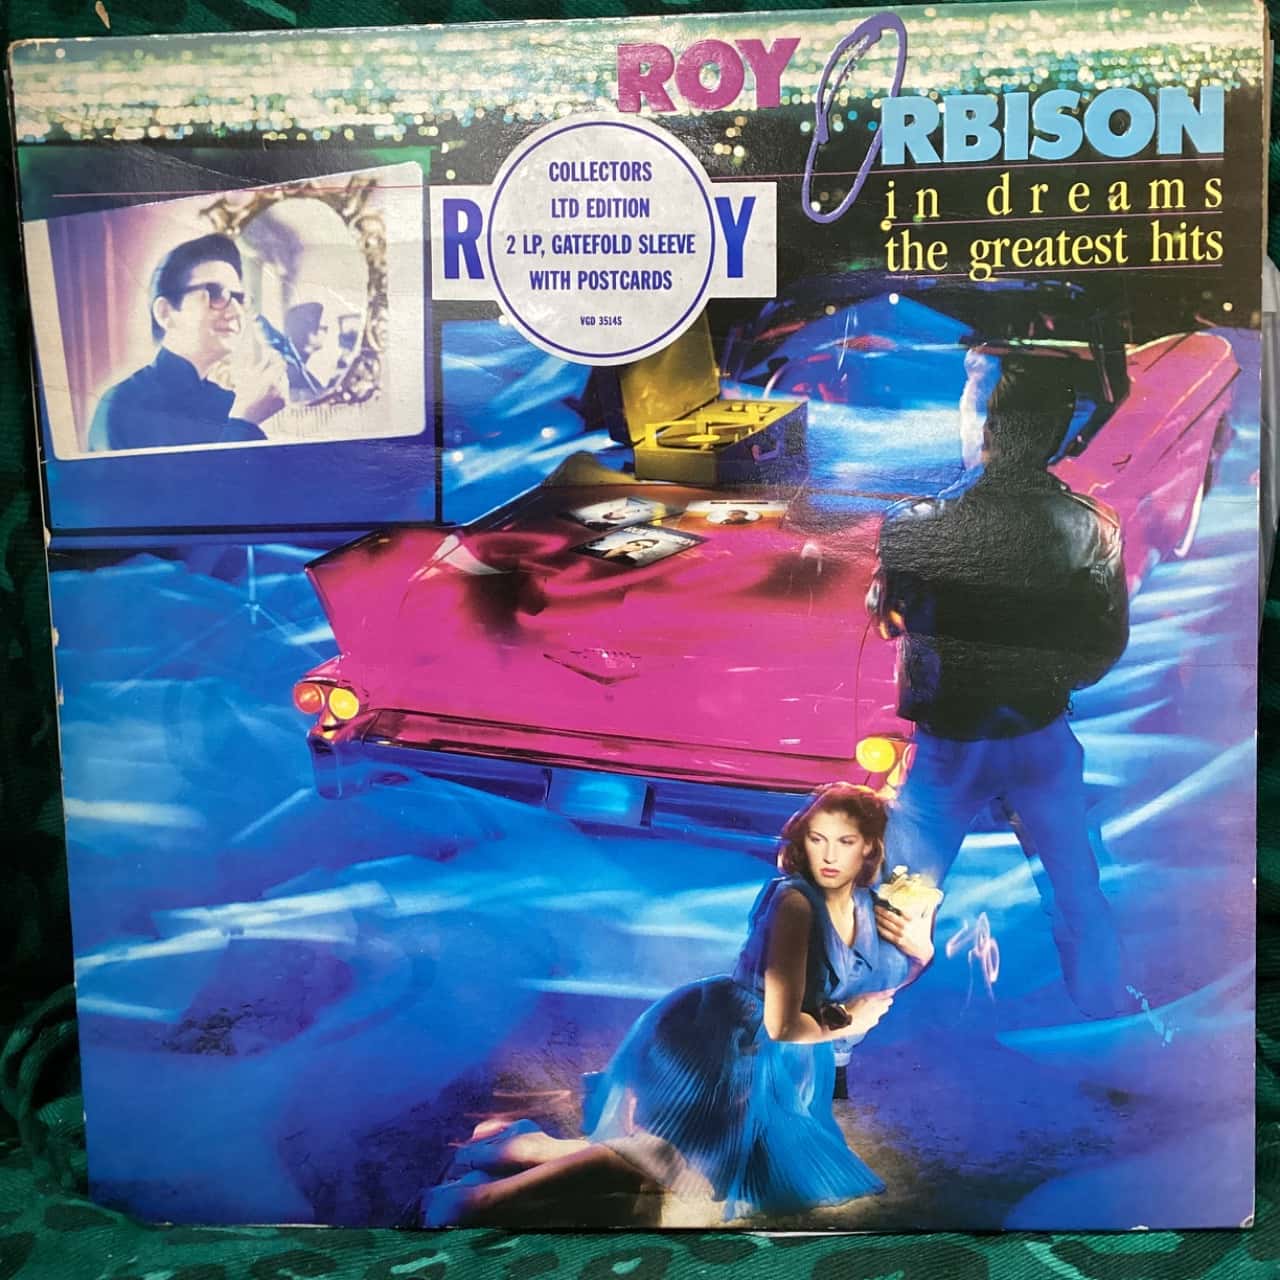 ROY
ORBISON
in dreams
the greatest hits
R Y
COLLECTORS
LTD EDITION
2 LP, GATEFOLD SLEEVE
WITH POSTCARDS
VGD 3514S